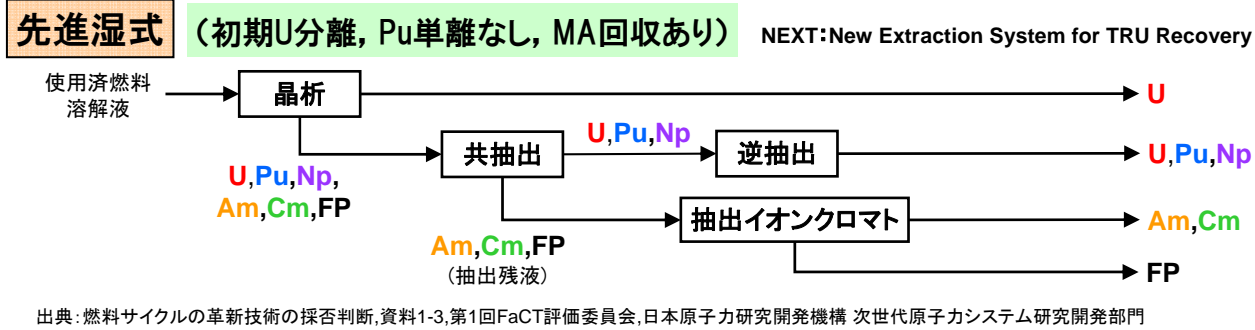 先進湿式
(初期U分離, Pu単離なし, MA回収あり)
NEXT:New Extraction System for TRU Recovery
使用済燃料
溶解液
晶析
U
U,Pu,Np
共抽出
逆抽出
U,Pu,Np
U,Pu,Np,
Am,Cm,FP
抽出イオンクロマト
Am,Cm
Am,Cm,FP
(抽出残液)
FP
出典:燃料サイクルの革新技術の採否判断,資料1-3,第1回FaCT評価委員会,日本原子力研究開発機構 次世代原子力システム研究開発部門